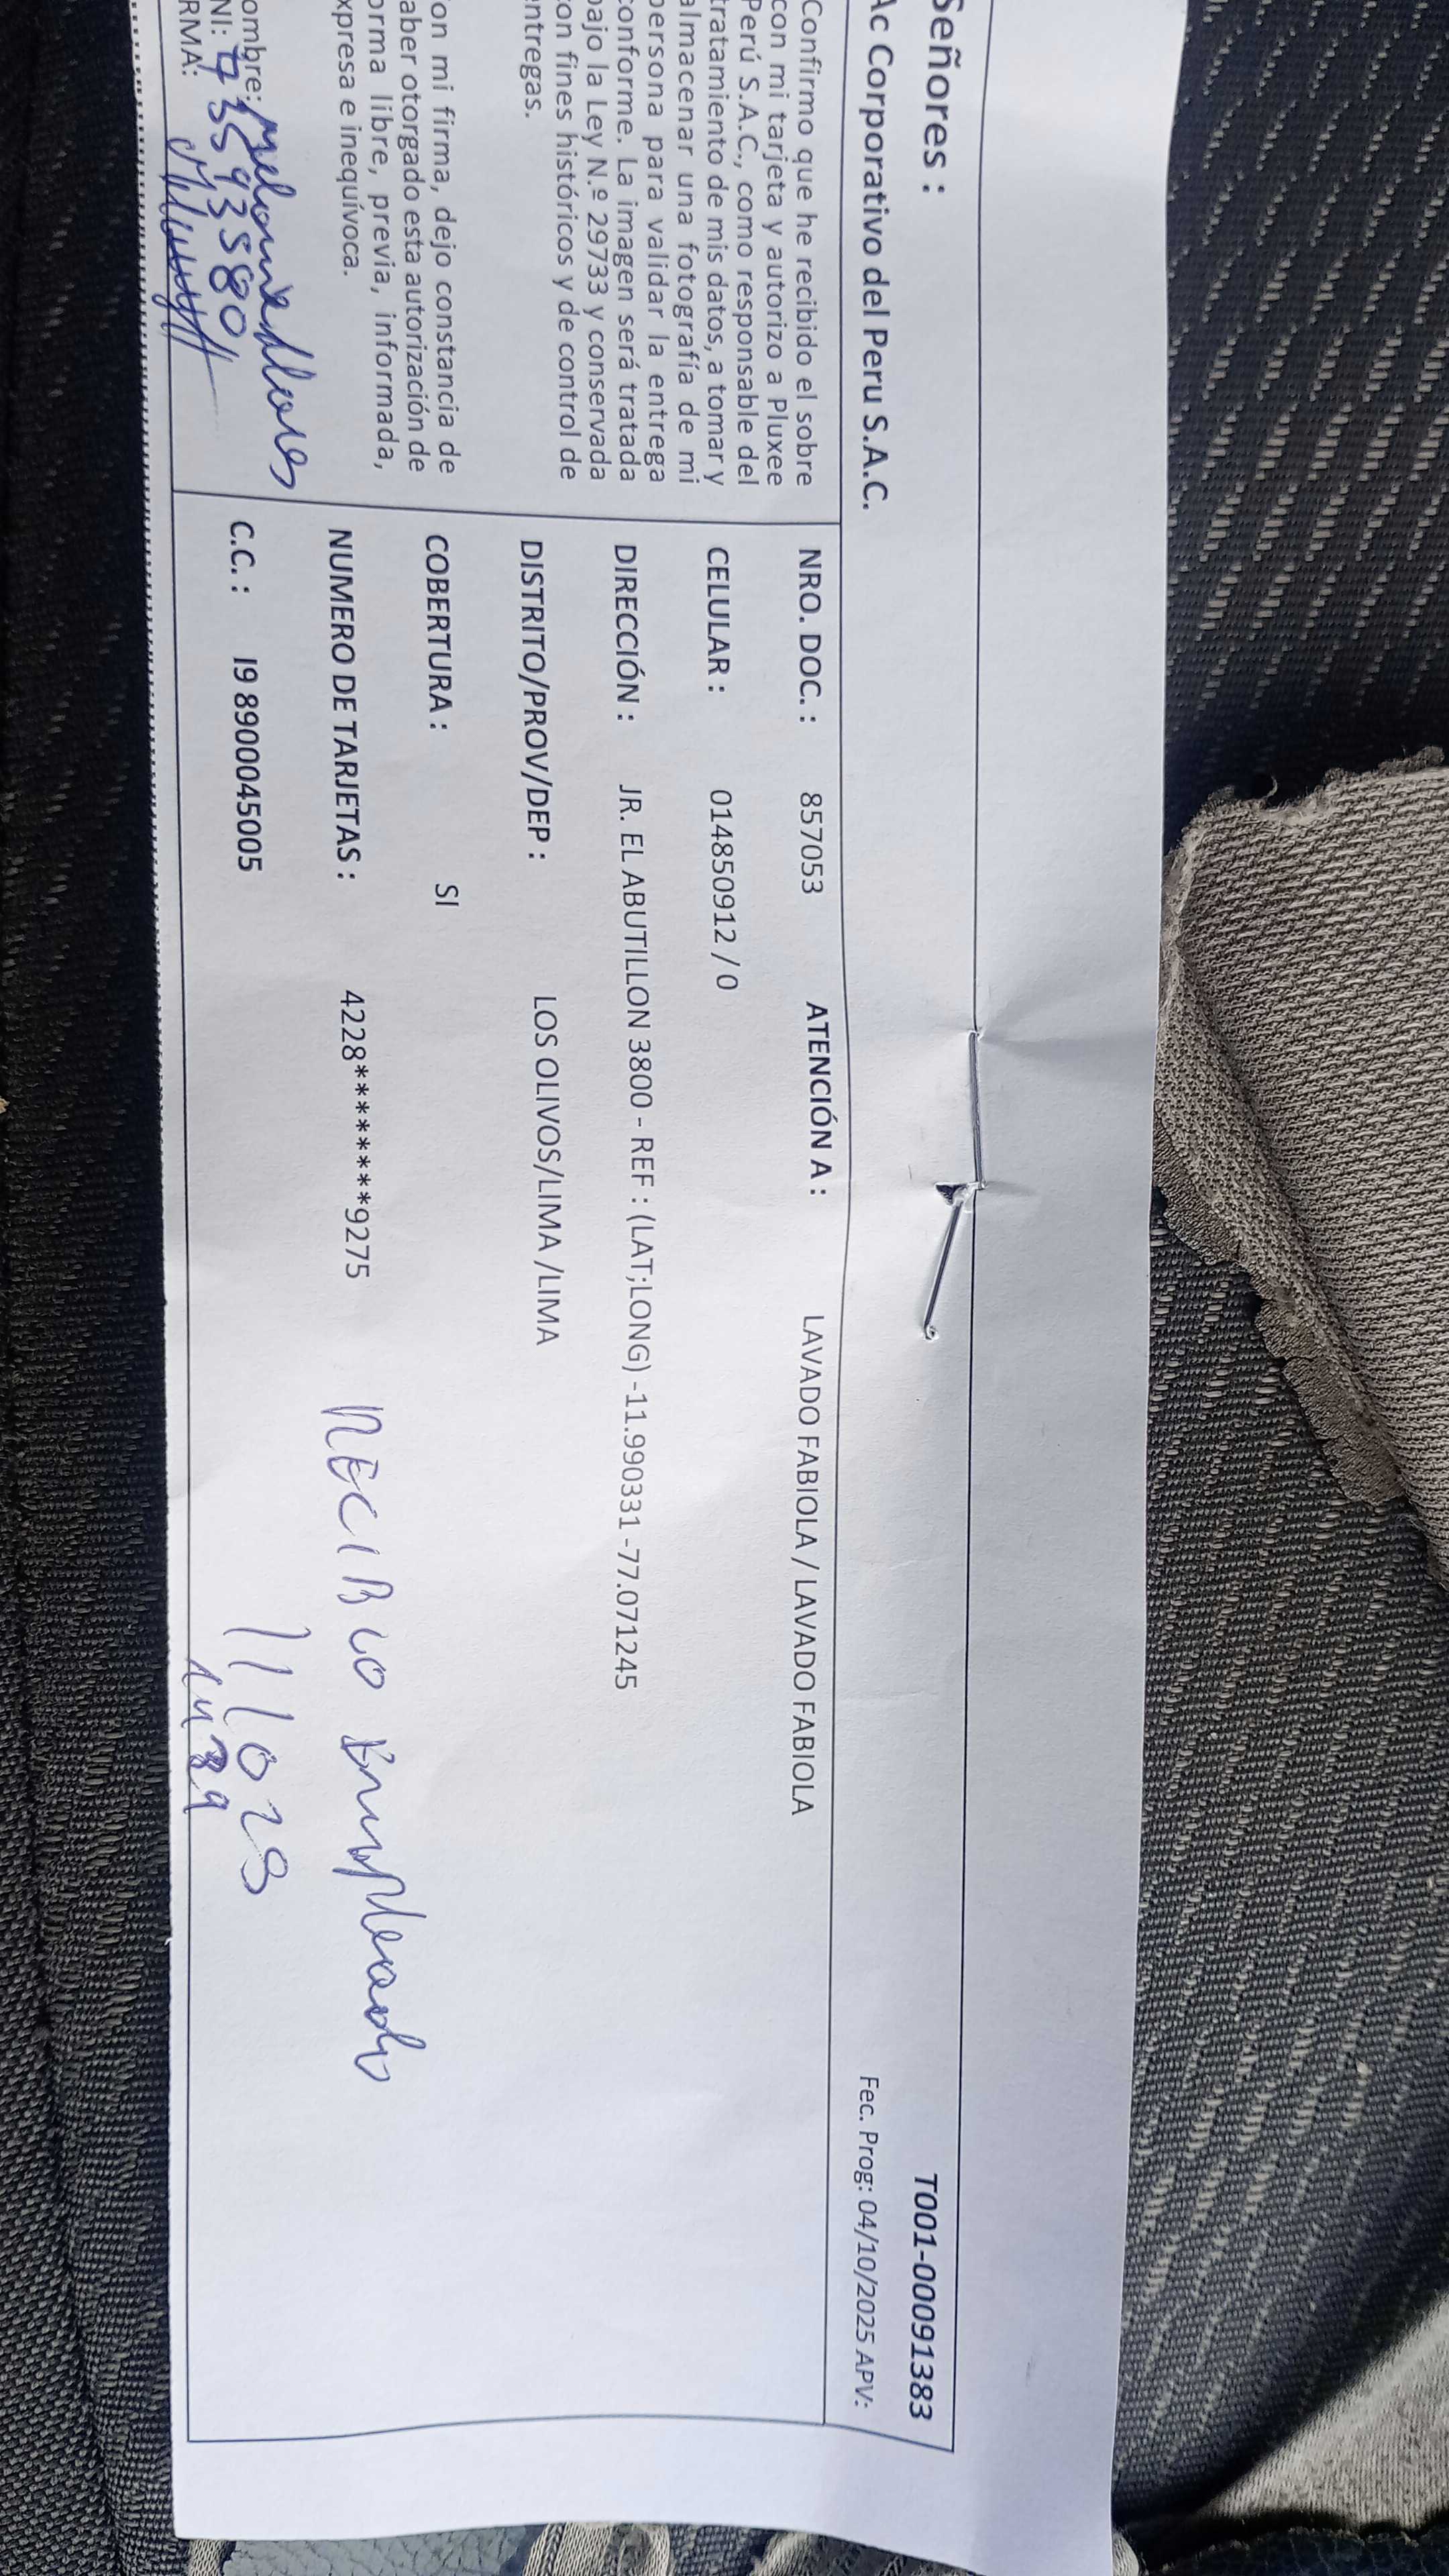 Señores :
T001-00091383
Ac Corporativo del Peru S.A.C.
Fec. Prog: 04/10/2025 APV:
Confirmo que he recibido el sobre
con mi tarjeta y autorizo a Pluxee
Perú S.A.C., como responsable del
tratamiento de mis datos, a tomar y
almacenar una fotografía de mi
persona para validar la entrega
conforme. La imagen será tratada
bajo la Ley N.º 29733 y conservada
con fines históricos y de control de
entregas.
on mi firma, dejo constancia de
aber otorgado esta autorización de
orma libre, previa, informada,
xpresa e inequívoca.
ombre:
NI: 73593580
RMA:
NRO. DOC. : 857053 ATENCIÓN A : LAVADO FABIOLA / LAVADO FABIOLA
CELULAR : 014850912 / 0
DIRECCIÓN : JR. EL ABUTILLON 3800 - REF : (LAT;LONG) -11.990331 -77.071245
DISTRITO/PROV/DEP : LOS OLIVOS/LIMA /LIMA
COBERTURA : SI
NUMERO DE TARJETAS : 4228*********9275
RECIBIO Empleado
C.C. : 19 8900045005